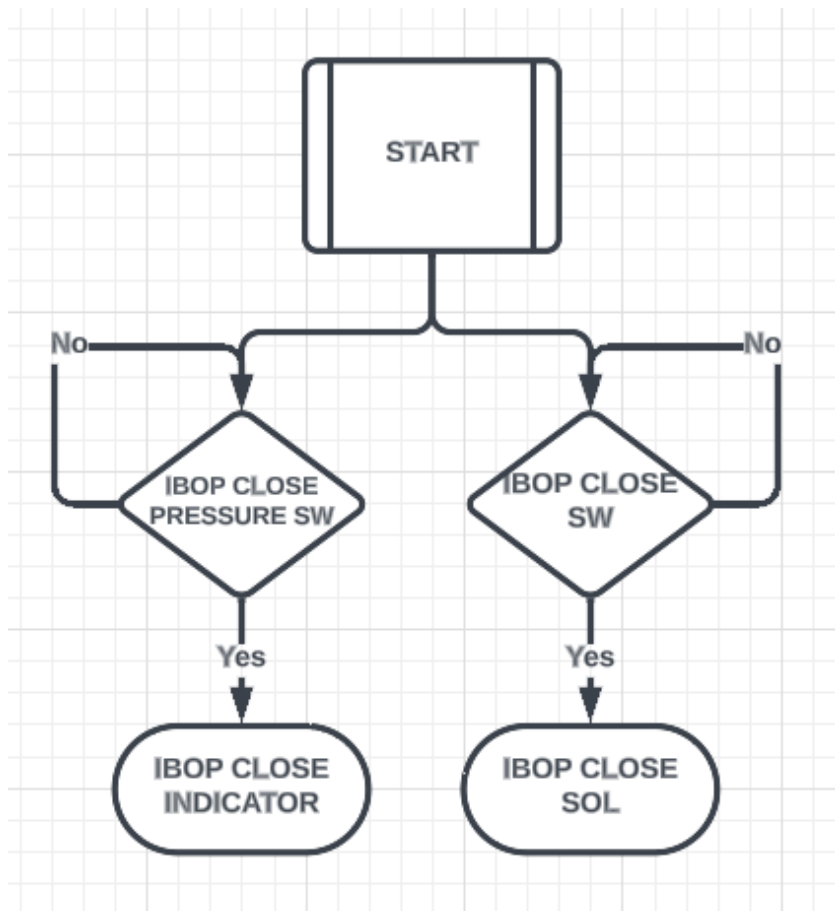 START
No
No
IBOP CLOSE
PRESSURE SW
IBOP CLOSE
SW
Yes
Yes
IBOP CLOSE
INDICATOR
IBOP CLOSE
SOL